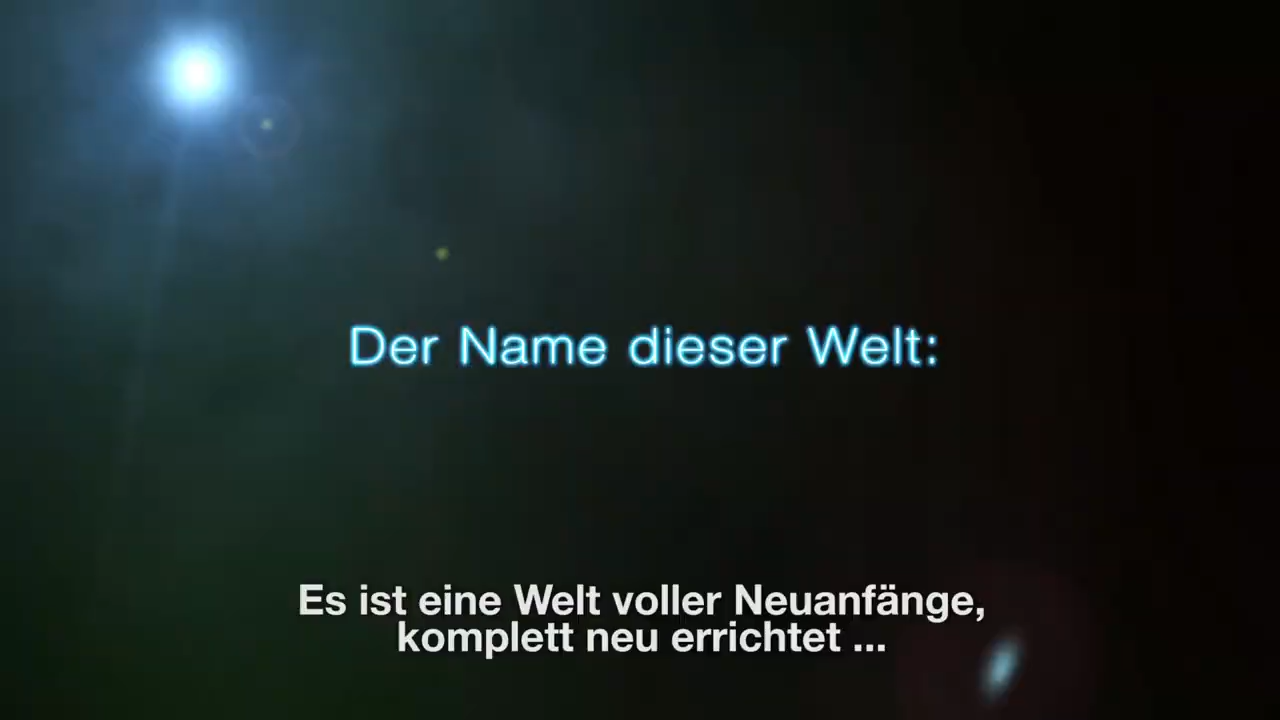 Der Name dieser Welt:
Es ist eine Welt voller Neuanfänge,
komplett neu errichtet ...